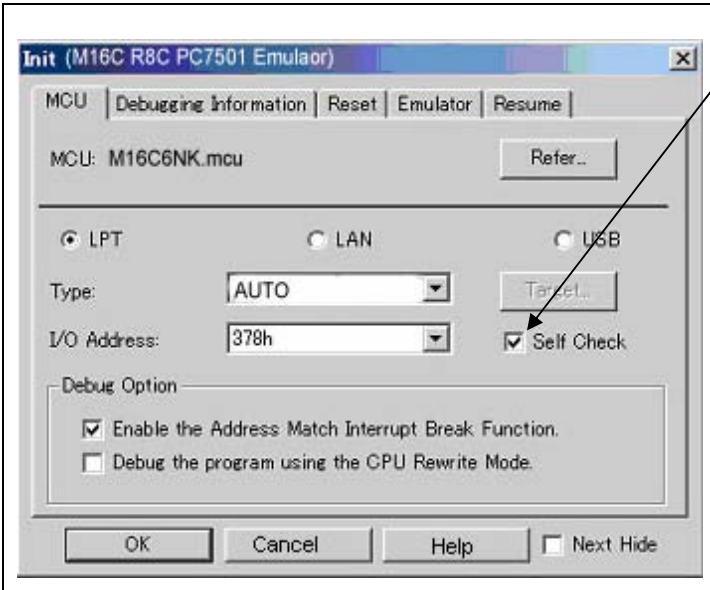 Init (M16C R8C PC7501 Emulaor)
MCU Debugging Information Reset Emulator Resume
MCU: M16C6NK.mcu Refer..
LPT LAN USB
Type: AUTO Target..
I/O Address: 378h Self Check
Debug Option
Enable the Address Match Interrupt Break Function.
Debug the program using the CPU Rewrite Mode.
OK Cancel Help Next Hide